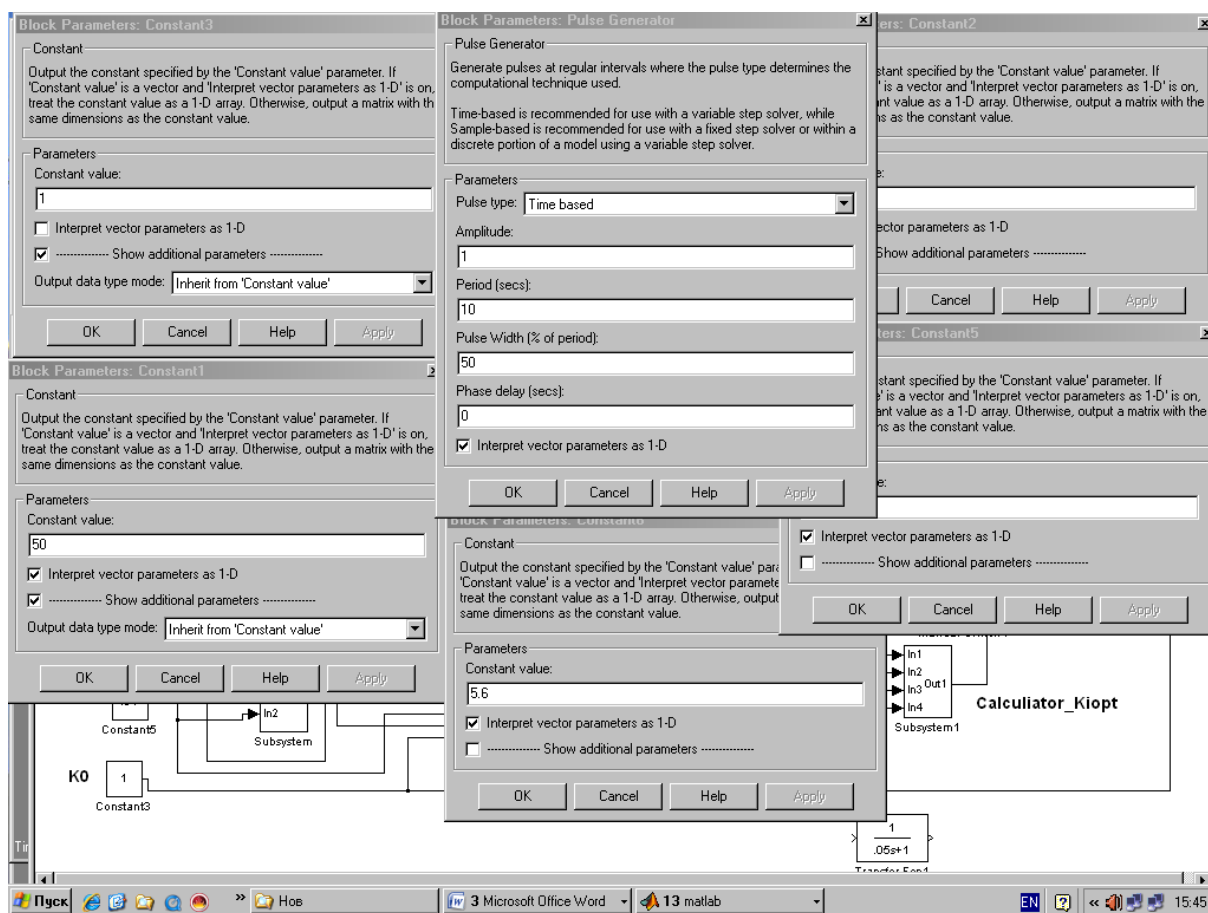 Block Parameters: Constant3
Constant
Output the constant specified by the 'Constant value' parameter. If
'Constant value' is a vector and 'Interpret vector parameters as 1-D' is on,
treat the constant value as a 1-D array. Otherwise, output a matrix with th
same dimensions as the constant value.
Parameters
Constant value:
1
Interpret vector parameters as 1-D
-------------- Show additional parameters --------------
Output data type mode: Inherit from 'Constant value'
OK Cancel Help Apply
Block Parameters: Pulse Generator
Pulse Generator
Generate pulses at regular intervals where the pulse type determines the
computational technique used.
Time-based is recommended for use with a variable step solver, while
Sample-based is recommended for use with a fixed step solver or within a
discrete portion of a model using a variable step solver.
Parameters
Pulse type: Time based
Amplitude:
1
Period (secs):
10
Pulse Width (% of period):
50
Phase delay (secs):
0
Interpret vector parameters as 1-D
OK Cancel Help Apply
ers: Constant2
stant specified by the 'Constant value' parameter. If
' is a vector and 'Interpret vector parameters as 1-D' is on,
nt value as a 1-D array. Otherwise, output a matrix with the
ns as the constant value.
e:
ector parameters as 1-D
Show additional parameters --------------
Cancel Help Apply
ters: Constant5
stant specified by the 'Constant value' parameter. If
e' is a vector and 'Interpret vector parameters as 1-D' is on,
ant value as a 1-D array. Otherwise, output a matrix with the
ns as the constant value.
e:
Interpret vector parameters as 1-D
-------------- Show additional parameters --------------
OK Cancel Help Apply
Block Parameters: Constant1
Constant
Output the constant specified by the 'Constant value' parameter. If
'Constant value' is a vector and 'Interpret vector parameters as 1-D' is on,
treat the constant value as a 1-D array. Otherwise, output a matrix with the
same dimensions as the constant value.
Parameters
Constant value:
50
Interpret vector parameters as 1-D
-------------- Show additional parameters --------------
Output data type mode: Inherit from 'Constant value'
OK Cancel Help Apply
Block Parameters: Constant6
Constant
Output the constant specified by the 'Constant value' para
'Constant value' is a vector and 'Interpret vector paramete
treat the constant value as a 1-D array. Otherwise, output
same dimensions as the constant value.
Parameters
Constant value:
5.6
Interpret vector parameters as 1-D
-------------- Show additional parameters --------------
OK Cancel Help Apply
In1
In2
In3
In4
Out1
Subsystem1
Calculiator_Kiopt
Constant5
In2
Subsystem
K0
1
Constant3
1
.05s+1
Transfer Fcn1
Tir
Пуск » Нов 3 Microsoft Office Word 13 matlab EN ? « 15:45